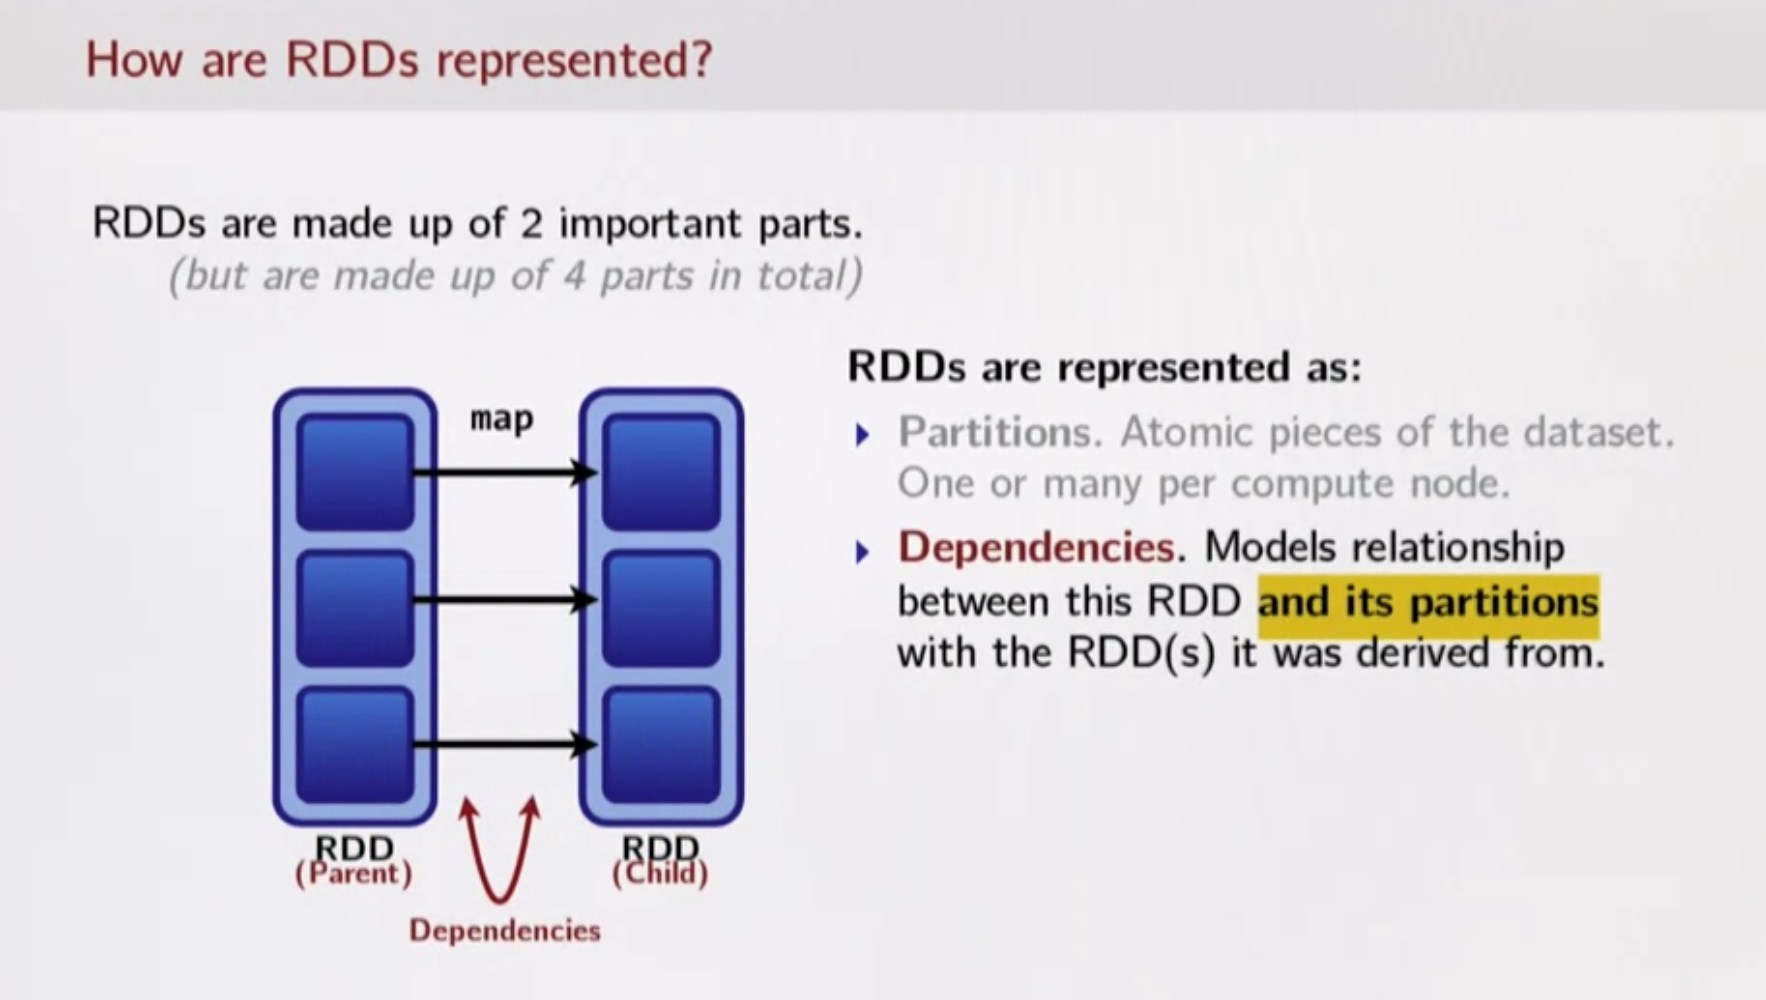 How are RDDs represented?
RDDs are made up of 2 important parts.
(but are made up of 4 parts in total)
RDDs are represented as:
Partitions. Atomic pieces of the dataset.
One or many per compute node.
Dependencies. Models relationship
between this RDD and its partitions
with the RDD(s) it was derived from.
map
RDD
(Parent)
RDD
(Child)
Dependencies